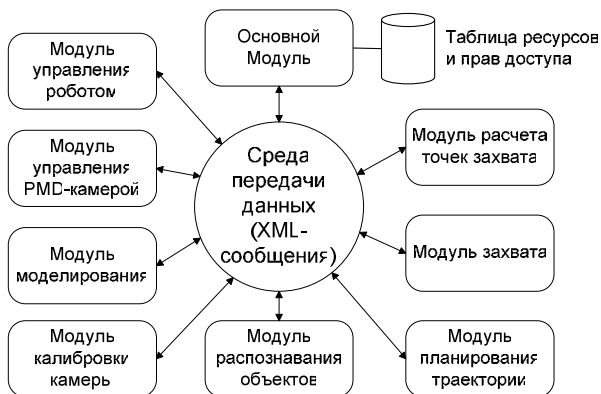 Модуль
управления
роботом
Основной
Модуль
Таблица ресурсов
и прав доступа
Модуль
управления
PMD-камерой
Среда
передачи
данных
(XML-
сообщения)
Модуль расчета
точек захвата
Модуль
моделирования
Модуль захвата
Модуль
калибровки
камерь
Модуль
распознавания
объектов
Модуль
планирования
траектории